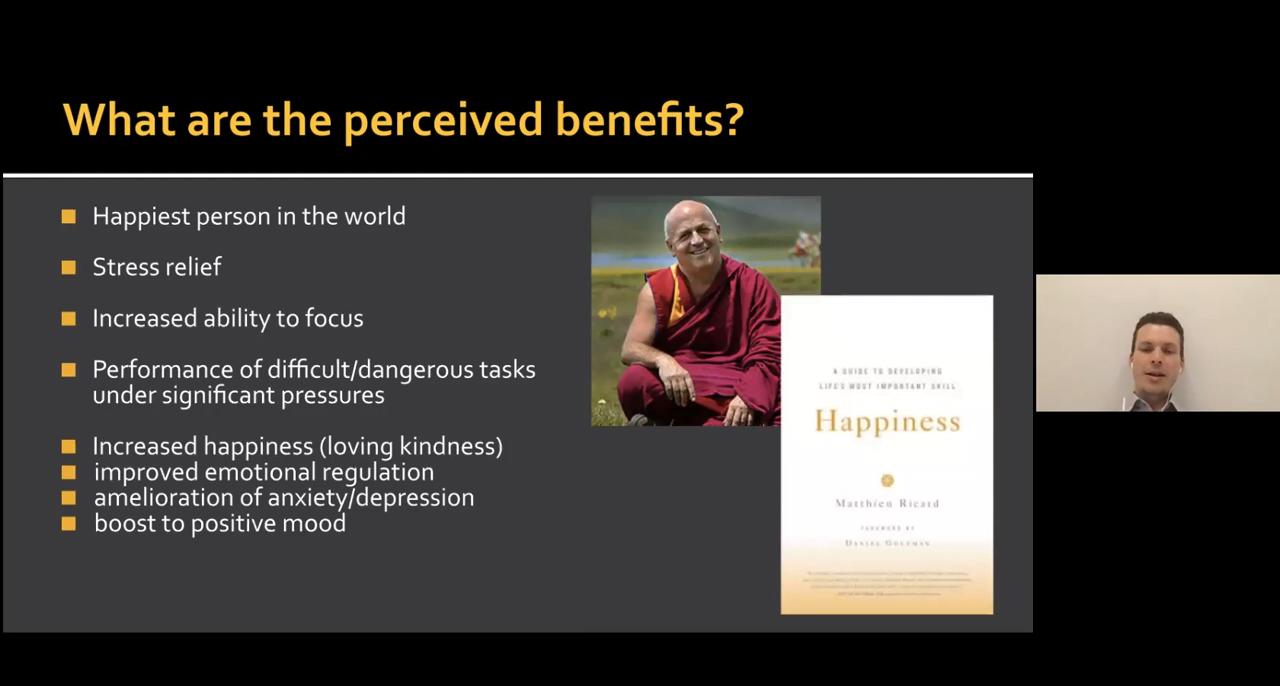 What are the perceived benefits?
Happiest person in the world
Stress relief
Increased ability to focus
Performance of difficult/dangerous tasks
under significant pressures
Increased happiness (loving kindness)
improved emotional regulation
amelioration of anxiety/depression
boost to positive mood
A GUIDE TO DEVELOPING
LIFE'S MOST IMPORTANT SKILL
Happiness
Matthieu Ricard
FOREWORD BY
DANIEL GOLEMAN